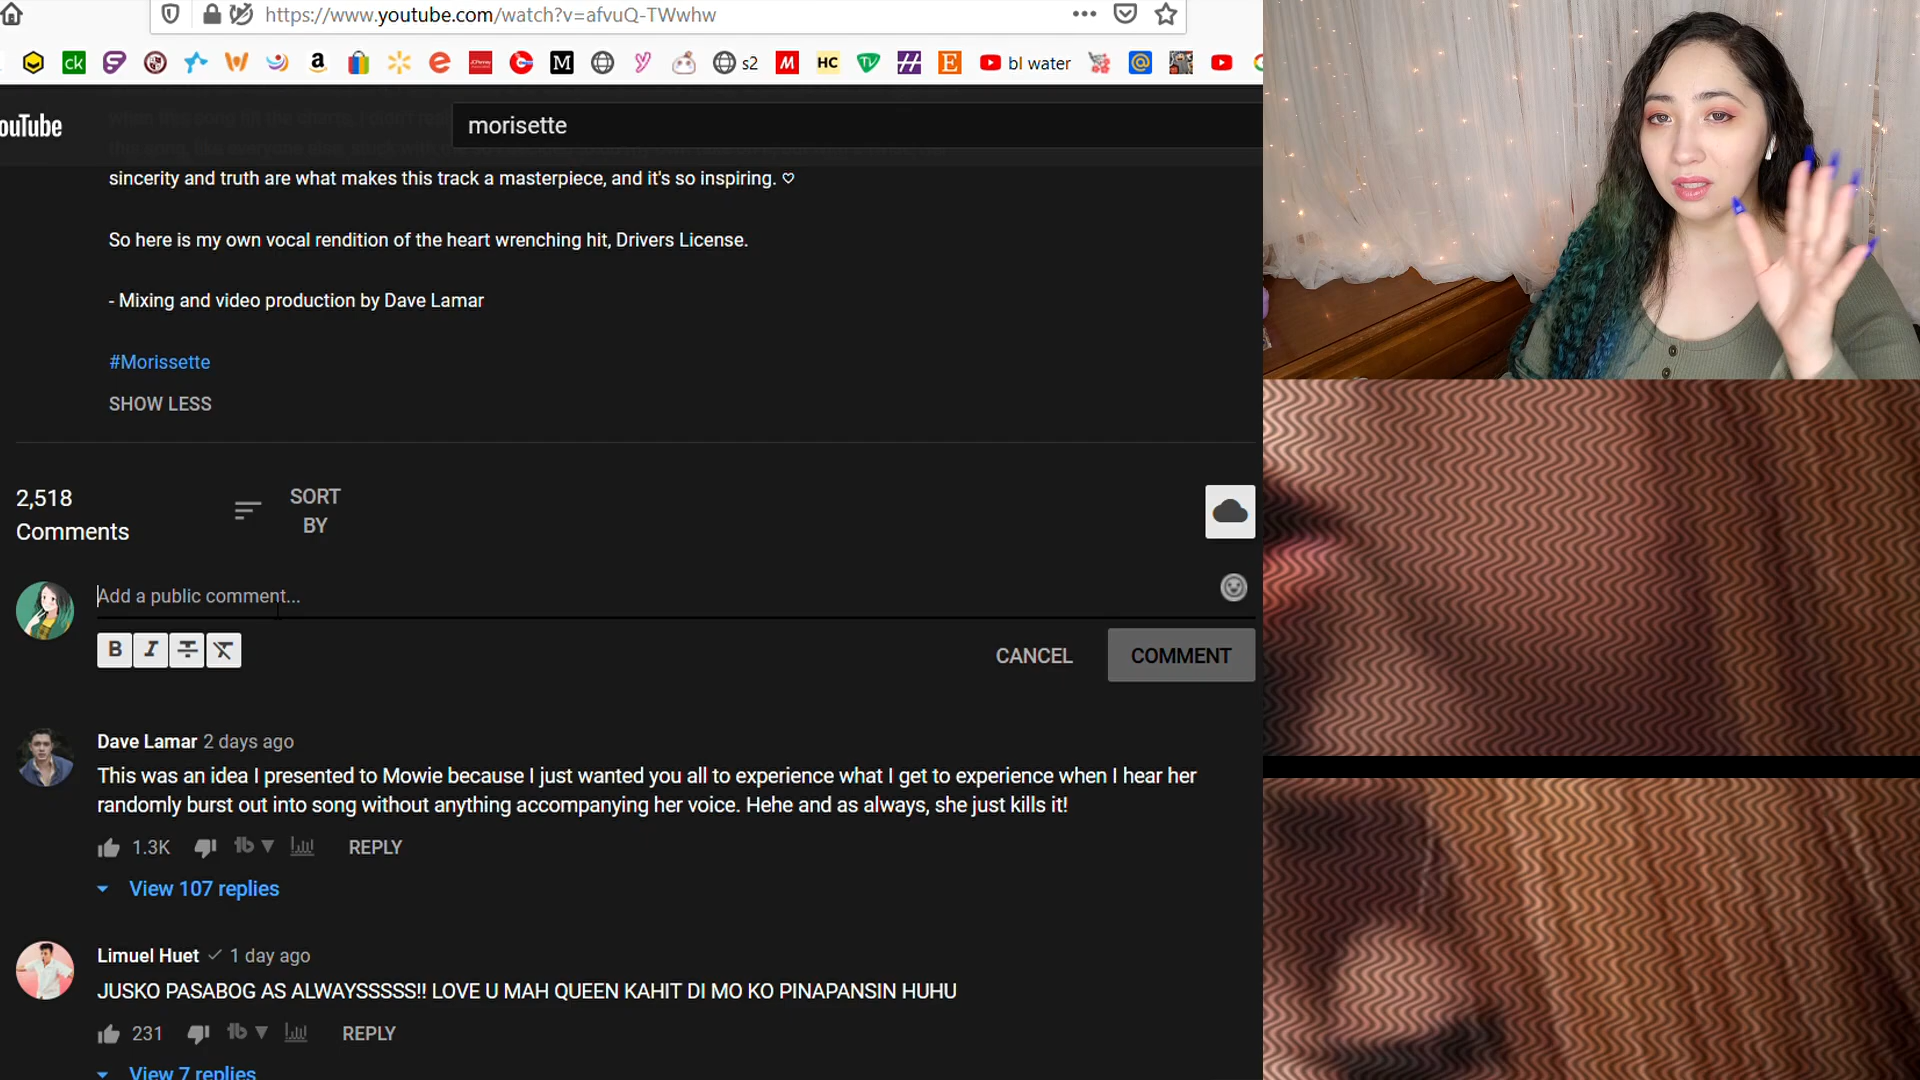 https://www.youtube.com/watch?v=afvuQ-TWwhw
ck
M
s2
M
HC
TV
E
bl water
ouTube
morisette
sincerity and truth are what makes this track a masterpiece, and it's so inspiring. ♡
So here is my own vocal rendition of the heart wrenching hit, Drivers License.
- Mixing and video production by Dave Lamar
#Morissette
SHOW LESS
2,518
Comments
SORT
BY
Add a public comment...
B I
CANCEL
COMMENT
Dave Lamar 2 days ago
This was an idea I presented to Mowie because I just wanted you all to experience what I get to experience when I hear her
randomly burst out into song without anything accompanying her voice. Hehe and as always, she just kills it!
1.3K
REPLY
View 107 replies
Limuel Huet 1 day ago
JUSKO PASABOG AS ALWAYSSSSS!! LOVE U MAH QUEEN KAHIT DI MO KO PINAPANSIN HUHU
231
REPLY
View 7 replies